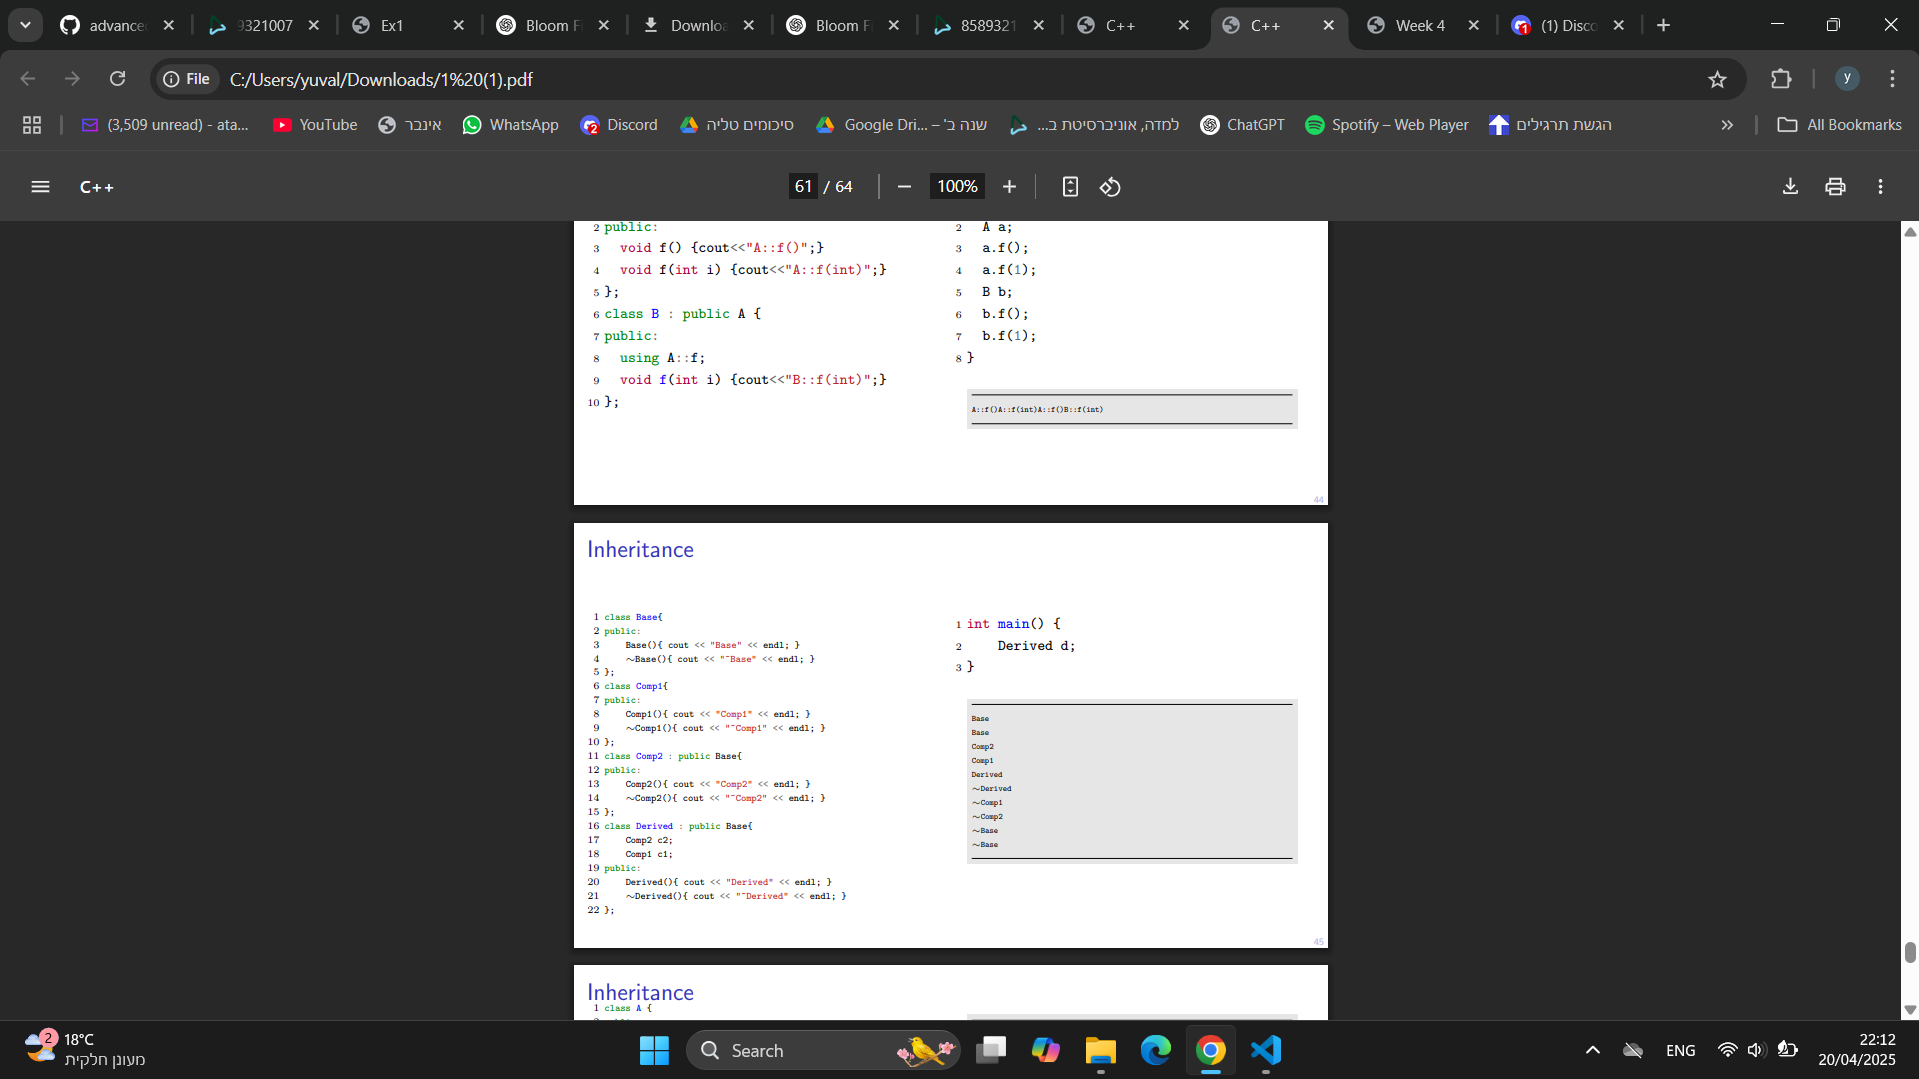 advance
9321007
Ex1
Bloom Fi
Downloa
Bloom Fi
8589321
C++
C++
Week 4
(1) Disco
File
C:/Users/yuval/Downloads/1%20(1).pdf
y
(3,509 unread) - ata...
YouTube
אינבר
WhatsApp
Discord
סיכומים טליה
Google Dri... – 'שנה ב
למדה, אוניברסיטת ב...
ChatGPT
Spotify – Web Player
הגשת תרגילים
All Bookmarks
C++
61 / 64
100%
2 public:
3 void f() {cout<<"A::f()";}
4 void f(int i) {cout<<"A::f(int)";}
5 };
6 class B : public A {
7 public:
8 using A::f;
9 void f(int i) {cout<<"B::f(int)";}
10 };
2 A a;
3 a.f();
4 a.f(1);
5 B b;
6 b.f();
7 b.f(1);
8 }
A::f()A::f(int)A::f()B::f(int)
44
Inheritance
1 class Base{
2 public:
3 Base(){ cout << "Base" << endl; }
4 ~Base(){ cout << "~Base" << endl; }
5 };
6 class Comp1{
7 public:
8 Comp1(){ cout << "Comp1" << endl; }
9 ~Comp1(){ cout << "~Comp1" << endl; }
10 };
11 class Comp2 : public Base{
12 public:
13 Comp2(){ cout << "Comp2" << endl; }
14 ~Comp2(){ cout << "~Comp2" << endl; }
15 };
16 class Derived : public Base{
17 Comp2 c2;
18 Comp1 c1;
19 public:
20 Derived(){ cout << "Derived" << endl; }
21 ~Derived(){ cout << "~Derived" << endl; }
22 };
1 int main() {
2 Derived d;
3 }
Base
Base
Comp2
Comp1
Derived
~Derived
~Comp1
~Comp2
~Base
~Base
45
Inheritance
1 class A {
2
18°C
מעונן חלקית
Search
ENG
22:12
20/04/2025